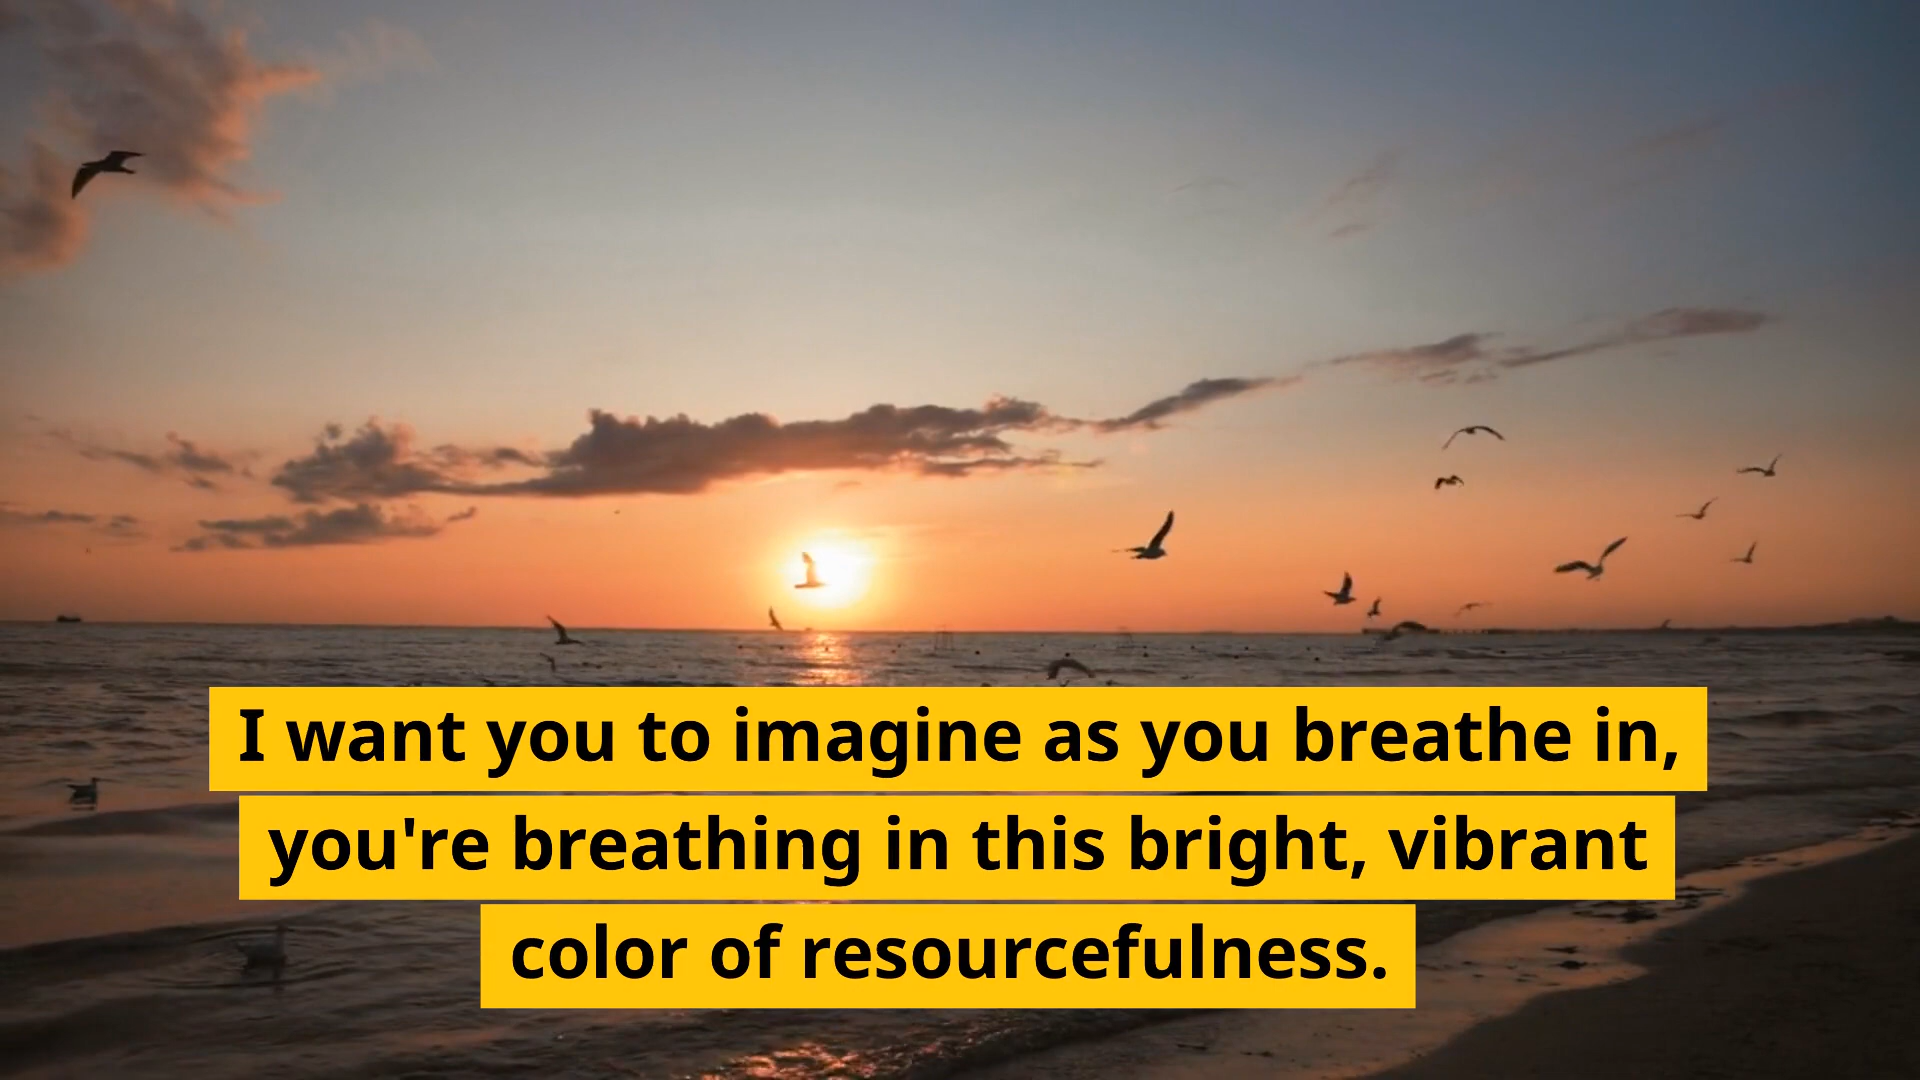 I want you to imagine as you breathe in,
you're breathing in this bright, vibrant
color of resourcefulness.